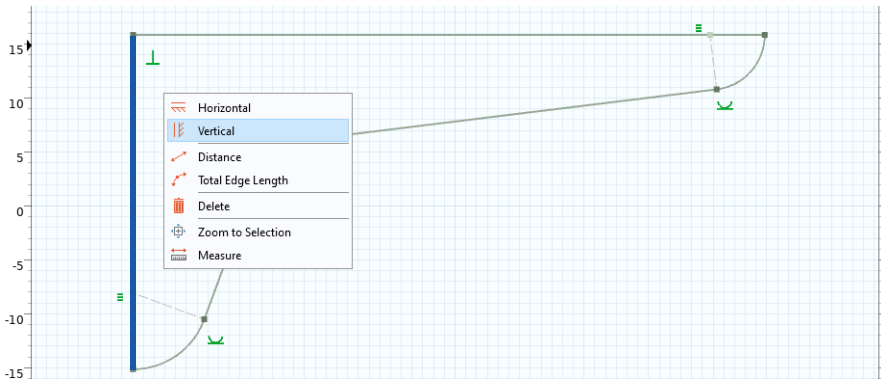 15
10
5
0
-5
-10
-15
Horizontal
Vertical
Distance
Total Edge Length
Delete
Zoom to Selection
Measure